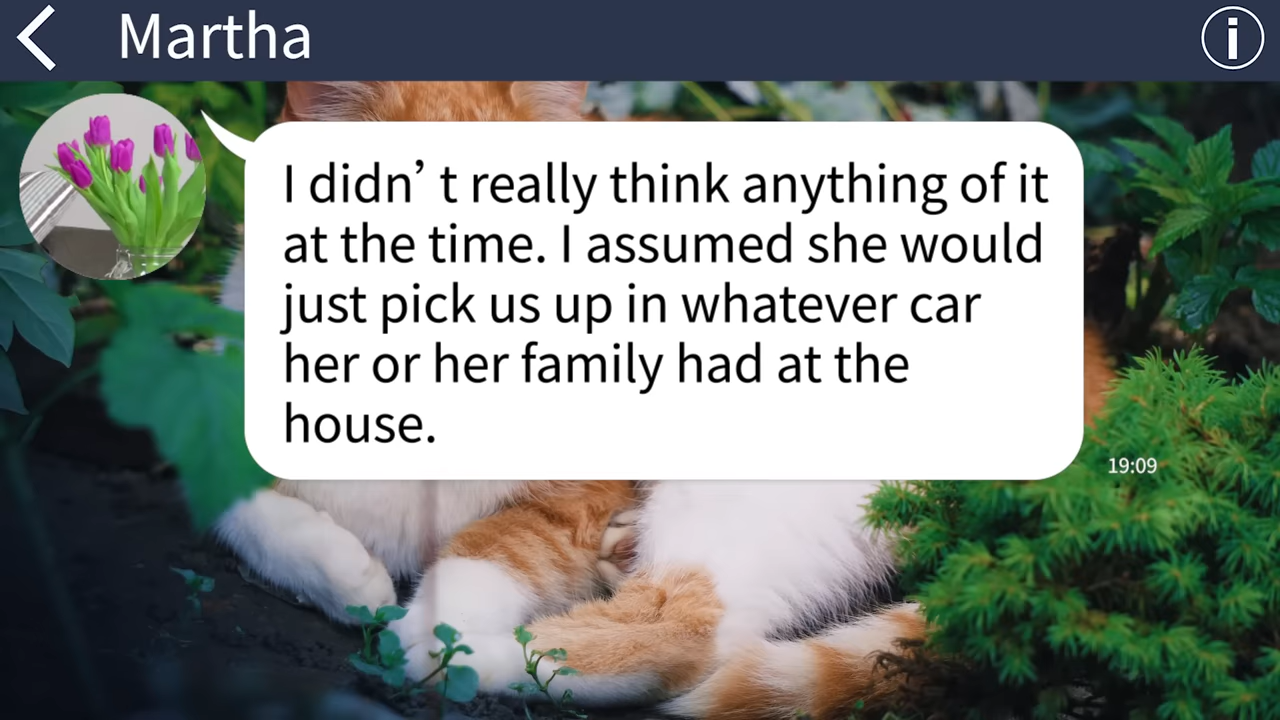 Martha
I didn’t really think anything of it
at the time. I assumed she would
just pick us up in whatever car
her or her family had at the
house.
19:09